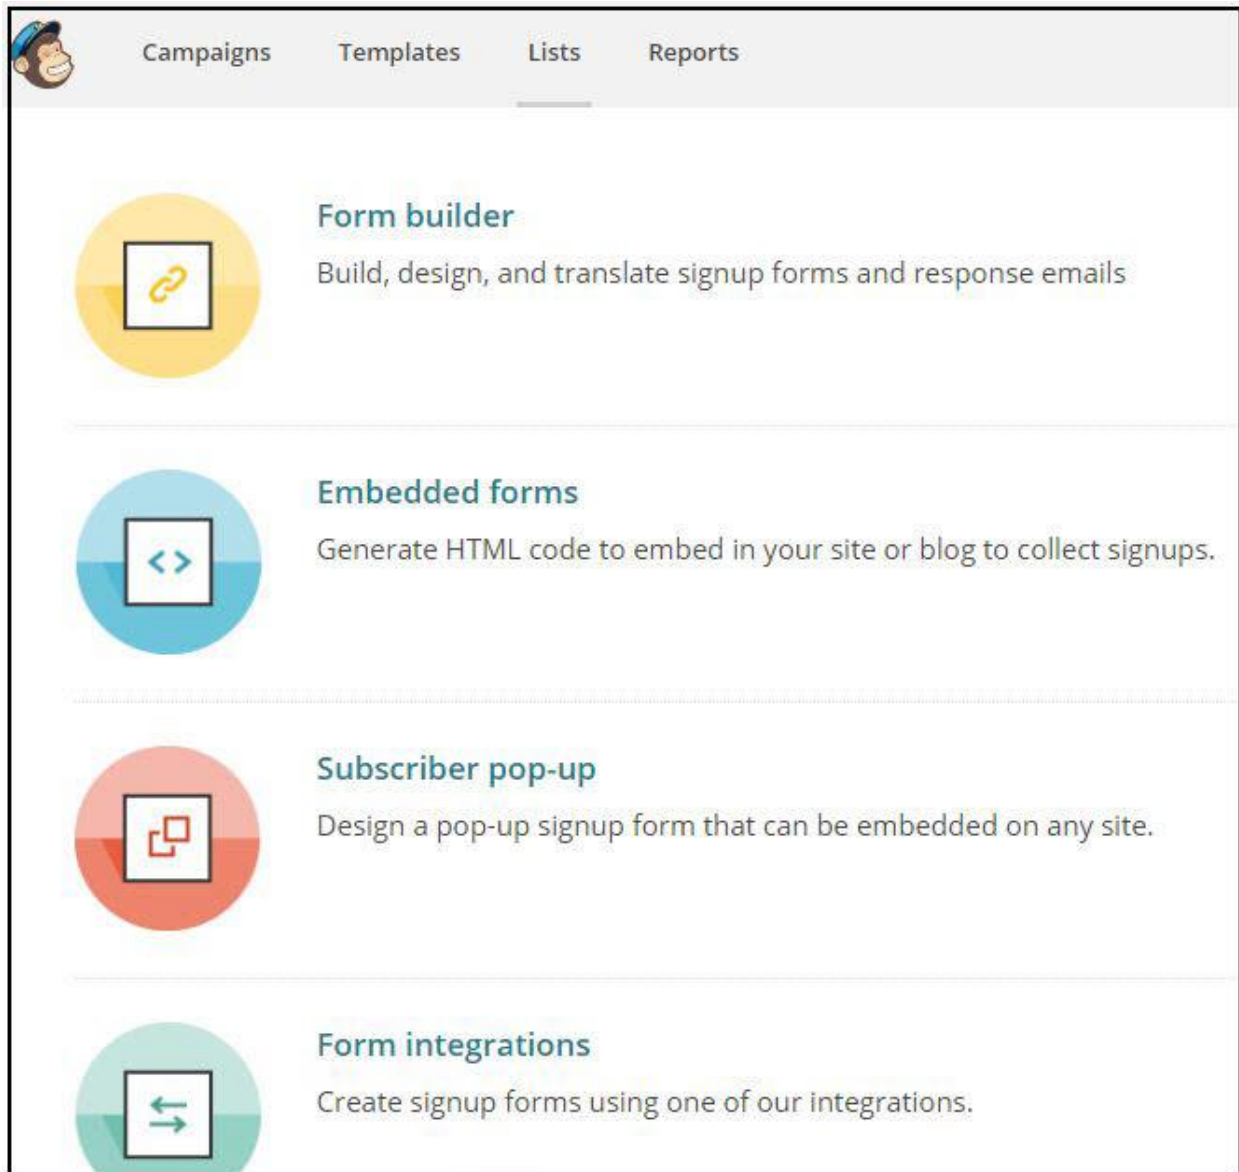 Campaigns Templates Lists Reports
Form builder
Build, design, and translate signup forms and response emails
Embedded forms
Generate HTML code to embed in your site or blog to collect signups.
Subscriber pop-up
Design a pop-up signup form that can be embedded on any site.
Form integrations
Create signup forms using one of our integrations.